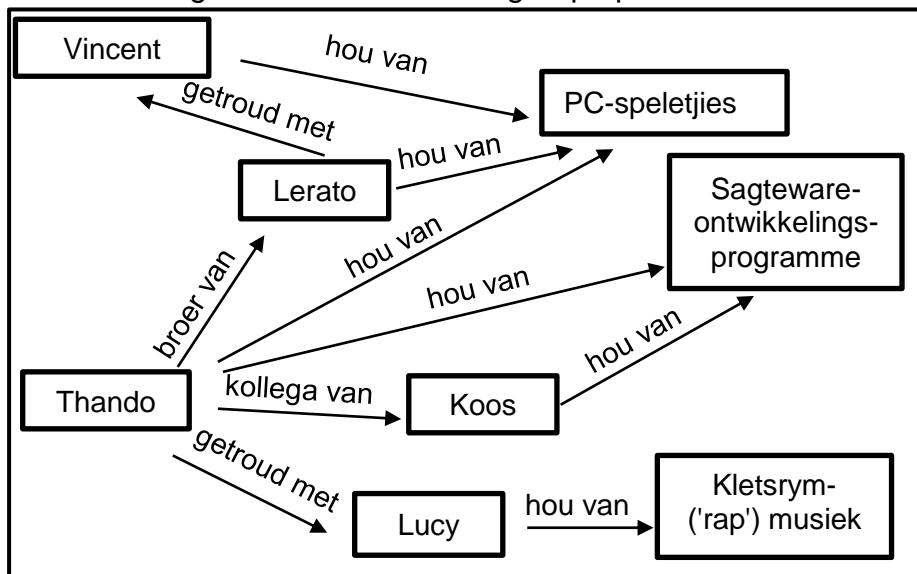 Vincent
hou van
getroud met
PC-speletjies
hou van
Lerato
Sagteware-
ontwikkelings-
programme
hou van
hou van
broer van
hou van
Thando
kollega van
Koos
getroud met
Lucy
hou van
Kletsrym-
('rap') musiek